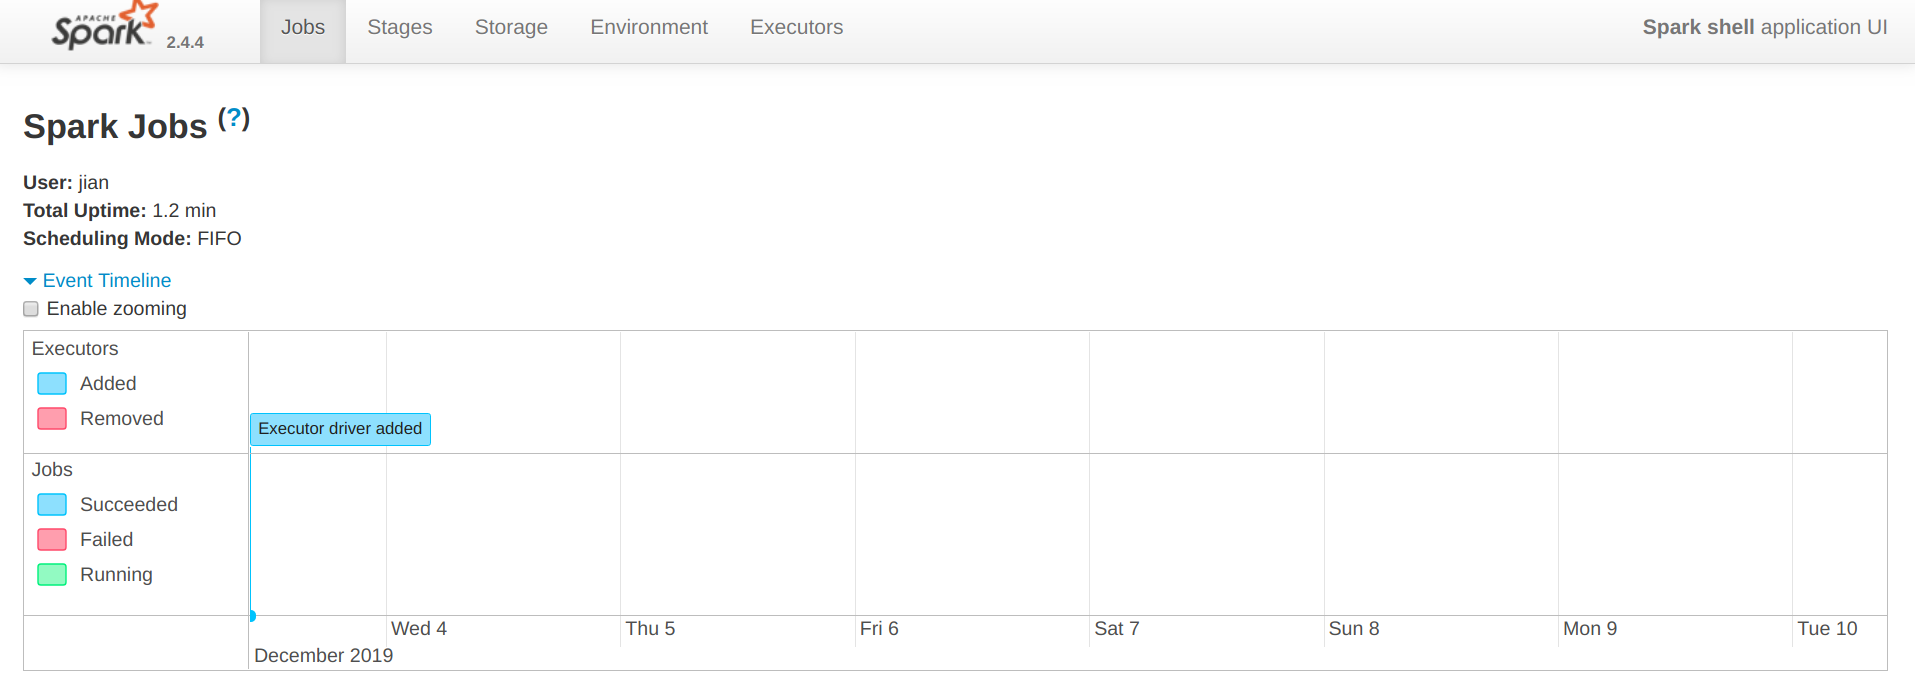 APACHE
Spark™ 2.4.4
Jobs Stages Storage Environment Executors Spark shell application UI
Spark Jobs (?)
User: jian
Total Uptime: 1.2 min
Scheduling Mode: FIFO
Event Timeline
Enable zooming
Executors
Added
Removed
Executor driver added
Jobs
Succeeded
Failed
Running
Wed 4 Thu 5 Fri 6 Sat 7 Sun 8 Mon 9 Tue 10
December 2019